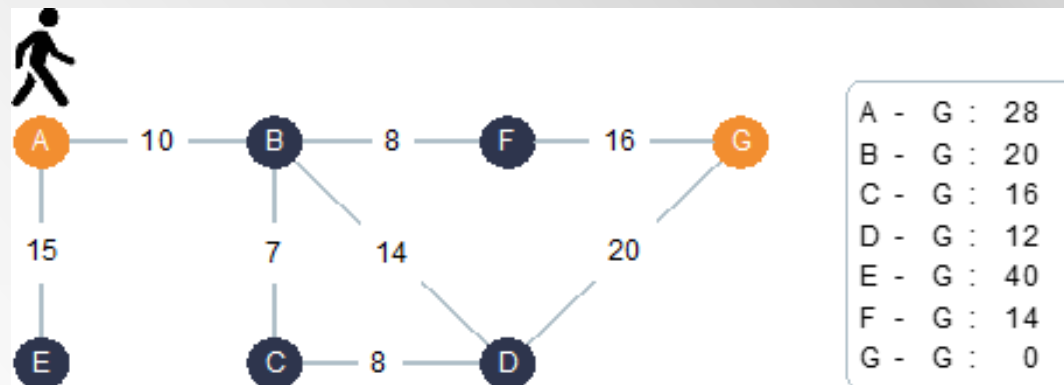 A 10 B 8 F 16 G
15 7 14 20
E C 8 D
A - G : 28
B - G : 20
C - G : 16
D - G : 12
E - G : 40
F - G : 14
G - G : 0